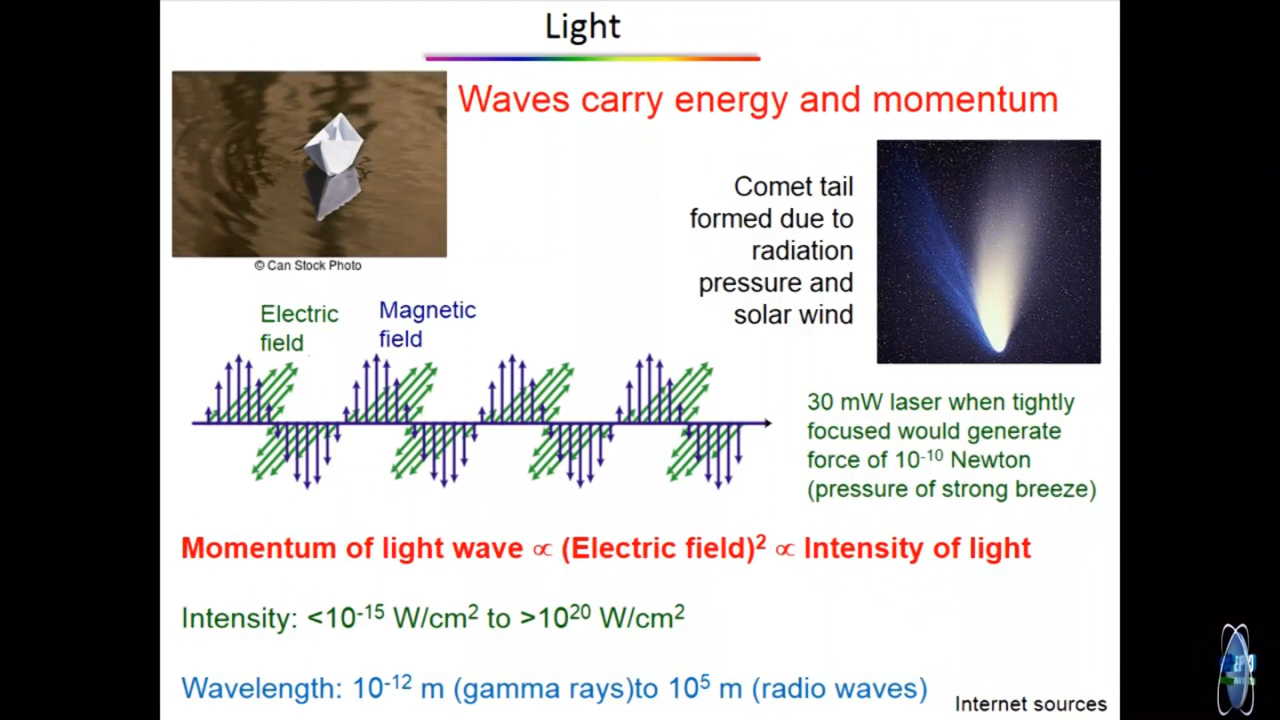 Light
Waves carry energy and momentum
© Can Stock Photo
Comet tail
formed due to
radiation
pressure and
solar wind
Electric
field
Magnetic
field
30 mW laser when tightly
focused would generate
force of 10⁻¹⁰ Newton
(pressure of strong breeze)
Momentum of light wave ∝ (Electric field)² ∝ Intensity of light
Intensity: <10⁻¹⁵ W/cm² to >10²⁰ W/cm²
Wavelength: 10⁻¹² m (gamma rays)to 10⁵ m (radio waves)
Internet sources